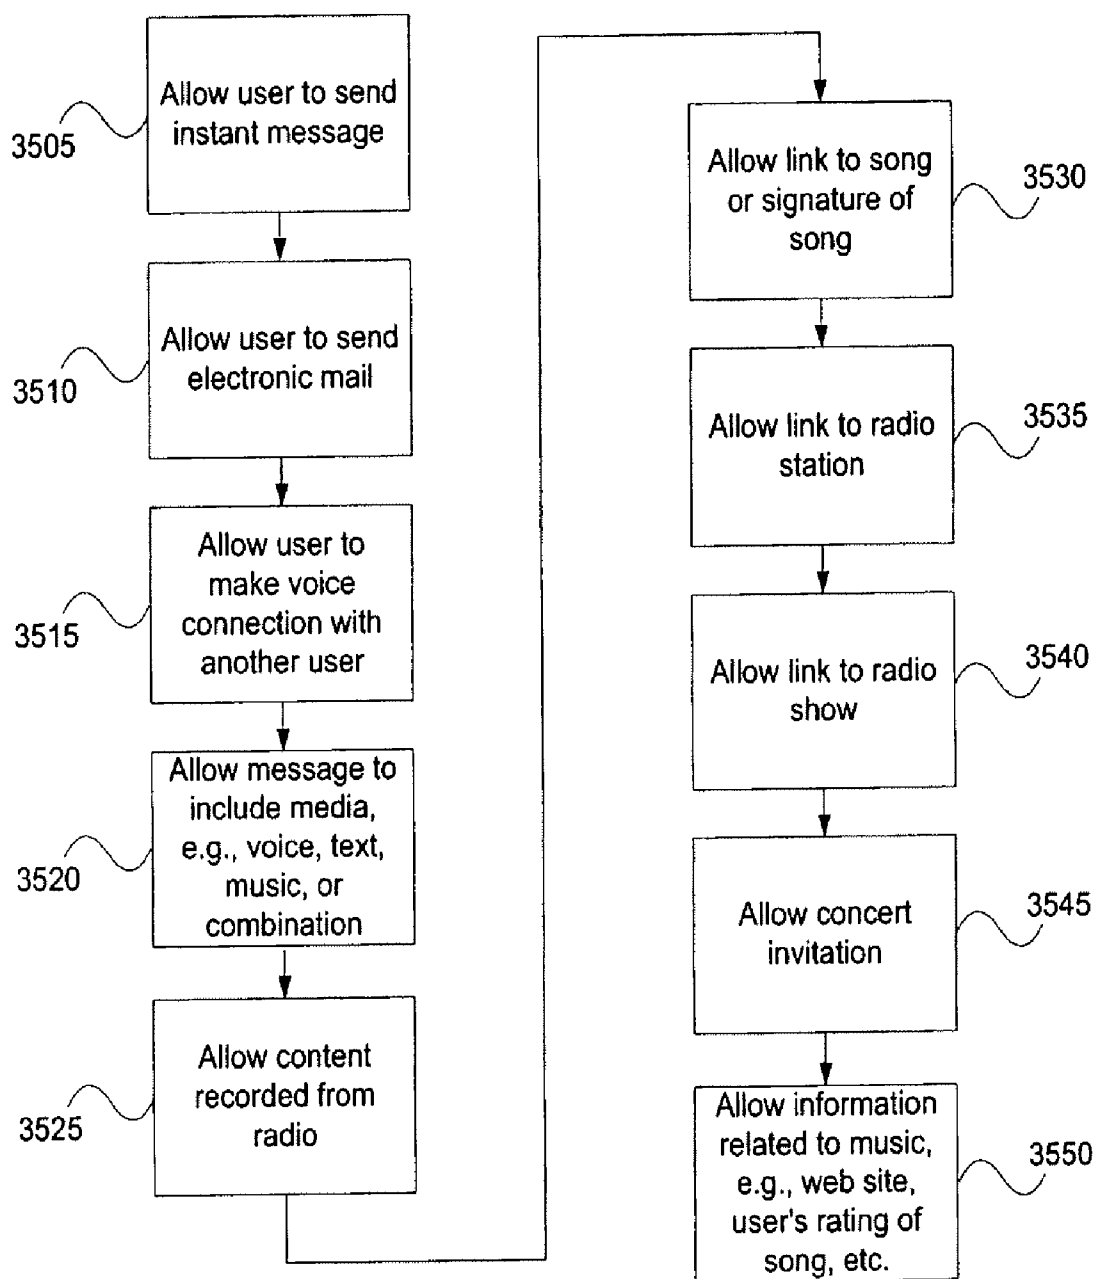 Allow user to send
instant message
3505
Allow user to send
electronic mail
3510
Allow user to
make voice
connection with
another user
3515
Allow message to
include media,
e.g., voice, text,
music, or
combination
3520
Allow content
recorded from
radio
3525
Allow link to song
or signature of
song
3530
Allow link to radio
station
3535
Allow link to radio
show
3540
Allow concert
invitation
3545
Allow information
related to music,
e.g., web site,
user's rating of
song, etc.
3550